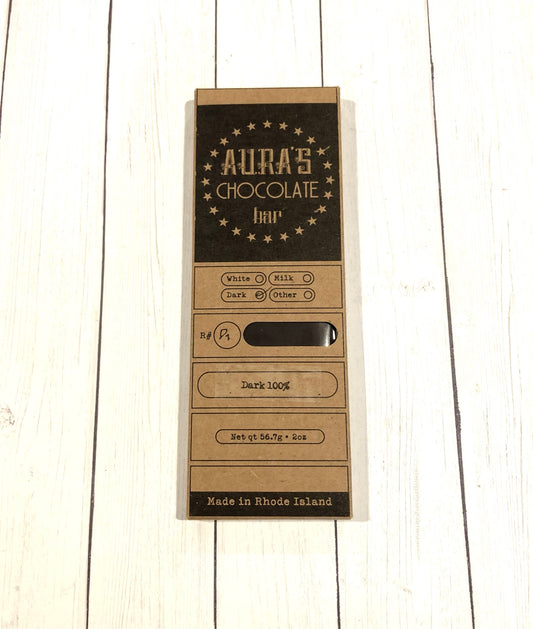 AURA'S
CHOCOLATE
bar
White Milk
Dark Other
R# D1
Dark 100%
Net qt 56.7g • 2oz
Made in Rhode Island